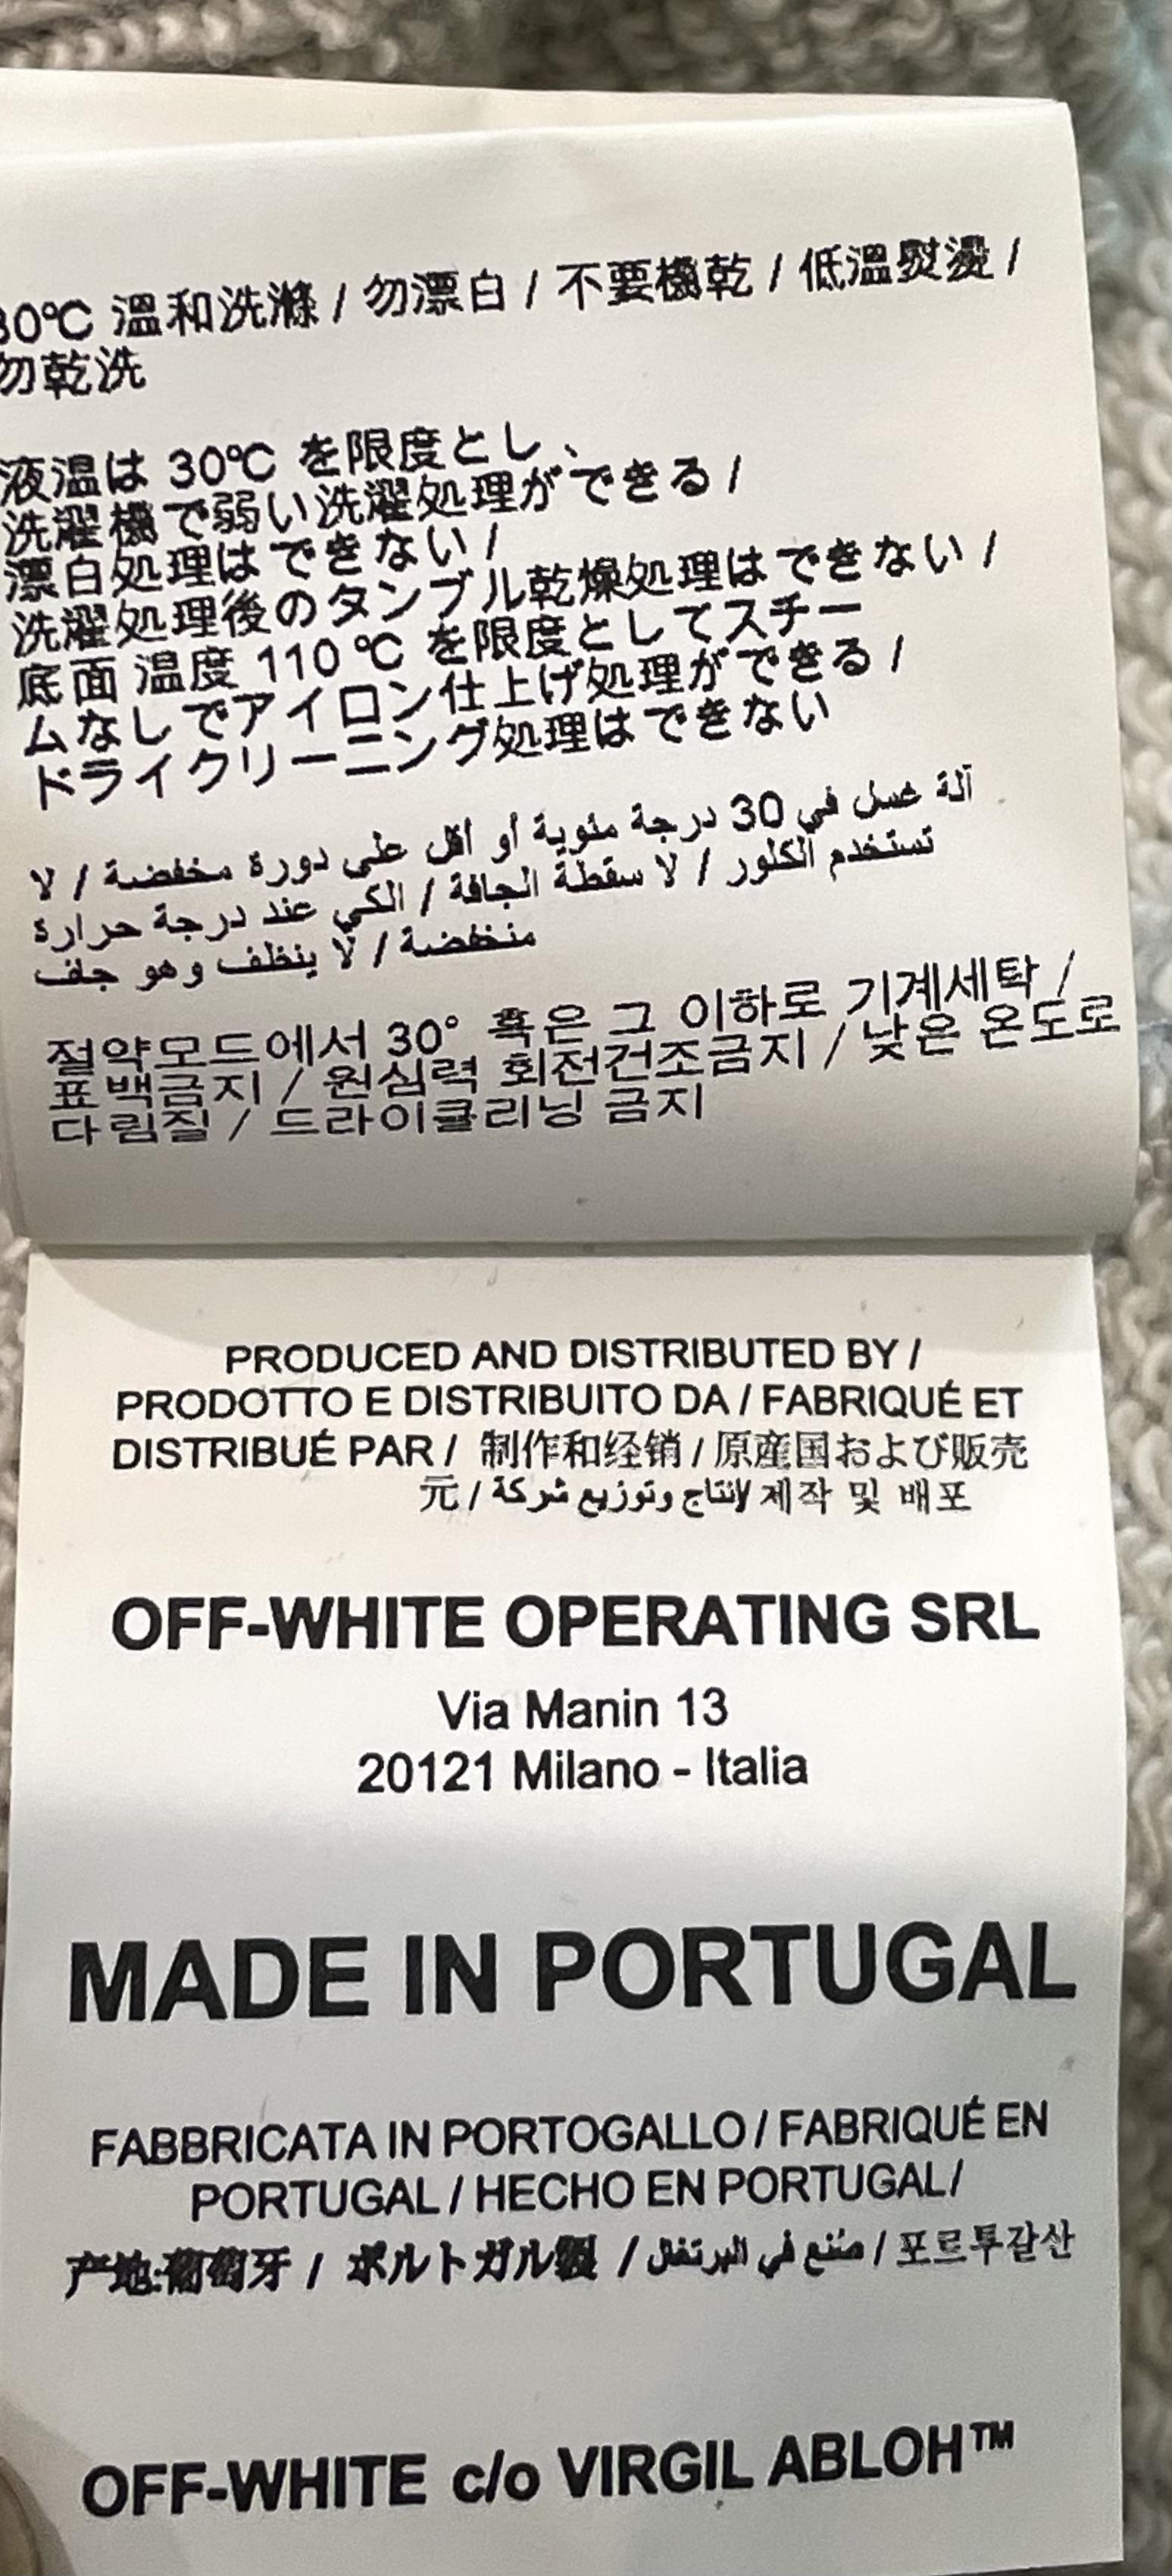 30℃ 溫和洗滌 / 勿漂白 / 不要機乾 / 低溫熨燙 /
勿乾洗
液温は 30℃ を限度とし、
洗濯機で弱い洗濯処理ができる /
漂白処理はできない /
洗濯処理後のタンブル乾燥処理はできない /
底面 温度 110 ℃ を限度としてスチー
ムなしでアイロン仕上げ処理ができる /
ドライクリーニング処理はできない
آلة غسل في 30 درجة مئوية أو أقل على دورة مخفضة / لا
تستخدم الكلور / لا سقطة الجافة / الكي عند درجة حرارة
منخفضة / لا ينظف وهو جاف
절약모드에서 30° 혹은 그 이하로 기계세탁 /
표백금지 / 원심력 회전건조금지 / 낮은 온도로
다림질 / 드라이클리닝 금지
PRODUCED AND DISTRIBUTED BY /
PRODOTTO E DISTRIBUITO DA / FABRIQUÉ ET
DISTRIBUÉ PAR / 制作和经销 / 原産国および販売
元 / إنتاج وتوزيع شركة/ 제작 및 배포
OFF-WHITE OPERATING SRL
Via Manin 13
20121 Milano - Italia
MADE IN PORTUGAL
FABBRICATA IN PORTOGALLO / FABRIQUÉ EN
PORTUGAL / HECHO EN PORTUGAL/
产地:葡萄牙 / ポルトガル製 / صنع في البرتغال / 포르투갈산
OFF-WHITE c/o VIRGIL ABLOH™